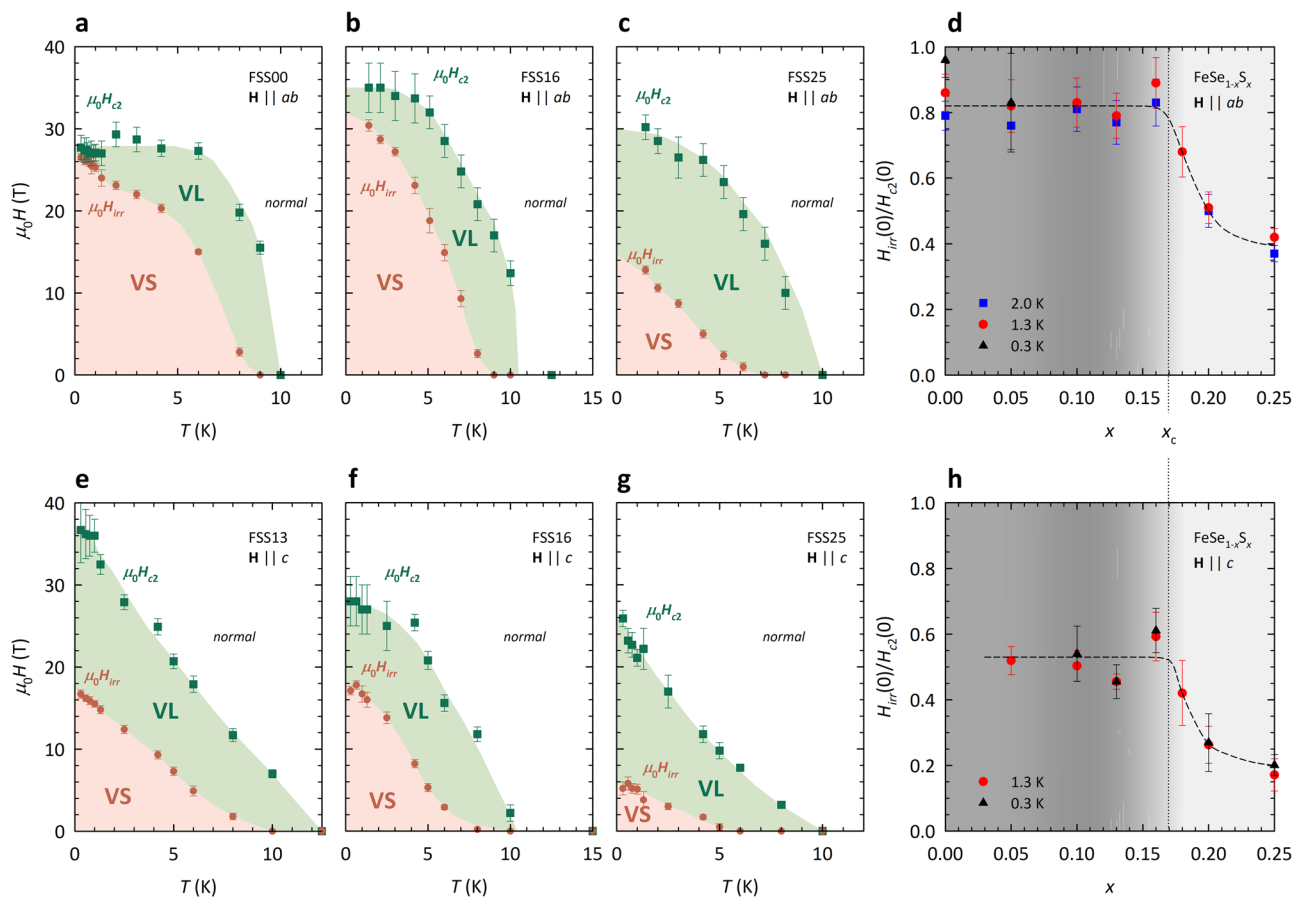 a
b
c
d
40
30
20
10
0
μ₀H (T)
μ₀Hc2
FSS00
H || ab
VL
μ₀Hirr
normal
VS
0
5
10
T (K)
μ₀Hc2
FSS16
H || ab
μ₀Hirr
normal
VL
VS
0
5
10
15
T (K)
FSS25
H || ab
μ₀Hc2
normal
μ₀Hirr
VL
VS
0
5
10
T (K)
1.0
0.8
0.6
0.4
0.2
0.0
Hirr(0)/Hc2(0)
FeSe1-xSx
H || ab
2.0 K
1.3 K
0.3 K
0.00
0.05
0.10
0.15
0.20
0.25
x
xc
e
f
g
h
40
30
20
10
0
μ₀H (T)
FSS13
H || c
μ₀Hc2
normal
μ₀Hirr
VL
VS
0
5
10
T (K)
FSS16
H || c
μ₀Hc2
normal
μ₀Hirr
VL
VS
0
5
10
15
T (K)
FSS25
H || c
μ₀Hc2
normal
μ₀Hirr
VL
VS
0
5
10
T (K)
1.0
0.8
0.6
0.4
0.2
0.0
Hirr(0)/Hc2(0)
FeSe1-xSx
H || c
1.3 K
0.3 K
0.00
0.05
0.10
0.15
0.20
0.25
x